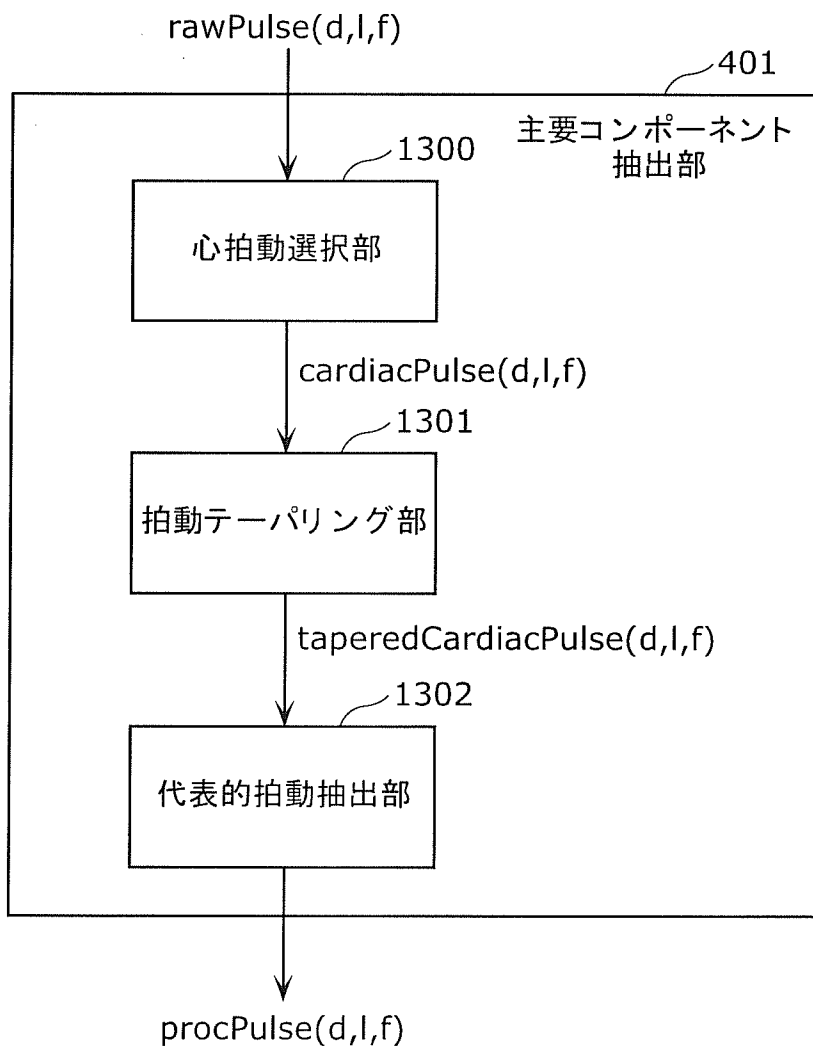 rawPulse(d,l,f)
401
主要コンポーネント
抽出部
1300
心拍動選択部
cardiacPulse(d,l,f)
1301
拍動テーパリング部
taperedCardiacPulse(d,l,f)
1302
代表的拍動抽出部
procPulse(d,l,f)